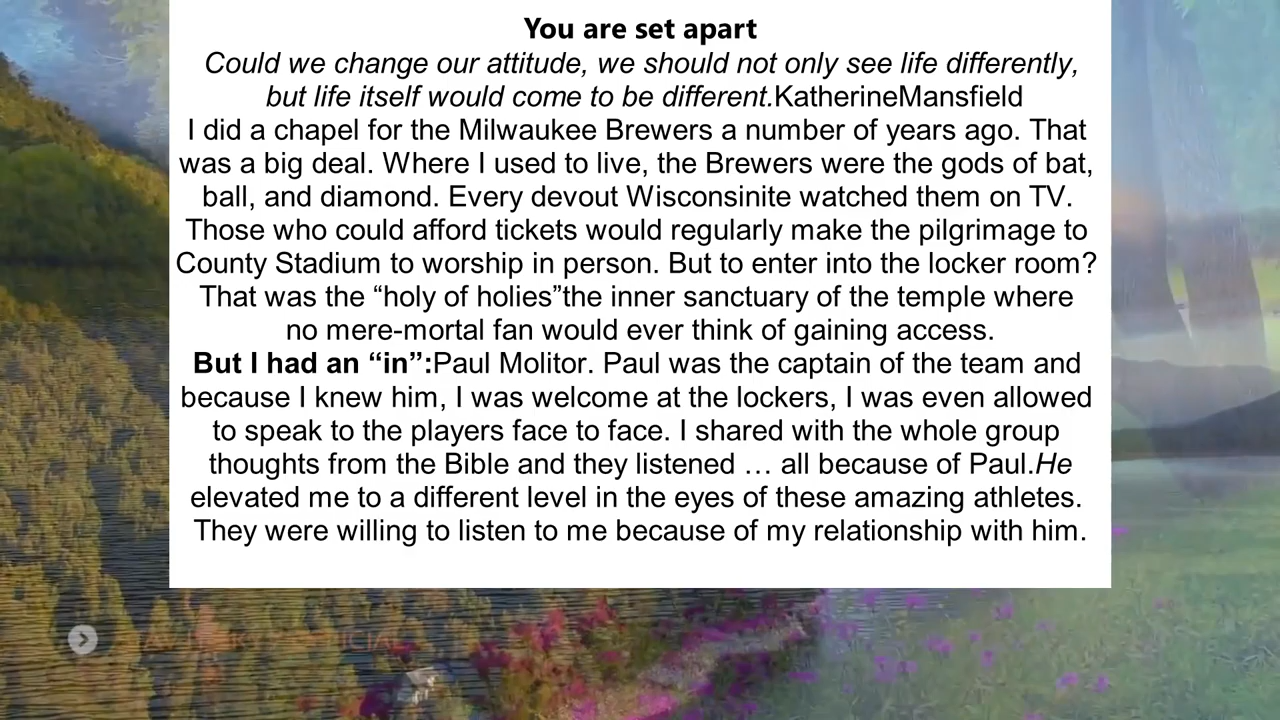 You are set apart
Could we change our attitude, we should not only see life differently,
but life itself would come to be different.KatherineMansfield
I did a chapel for the Milwaukee Brewers a number of years ago. That
was a big deal. Where I used to live, the Brewers were the gods of bat,
ball, and diamond. Every devout Wisconsinite watched them on TV.
Those who could afford tickets would regularly make the pilgrimage to
County Stadium to worship in person. But to enter into the locker room?
That was the “holy of holies”the inner sanctuary of the temple where
no mere-mortal fan would ever think of gaining access.
But I had an “in”:Paul Molitor. Paul was the captain of the team and
because I knew him, I was welcome at the lockers, I was even allowed
to speak to the players face to face. I shared with the whole group
thoughts from the Bible and they listened … all because of Paul.He
elevated me to a different level in the eyes of these amazing athletes.
They were willing to listen to me because of my relationship with him.